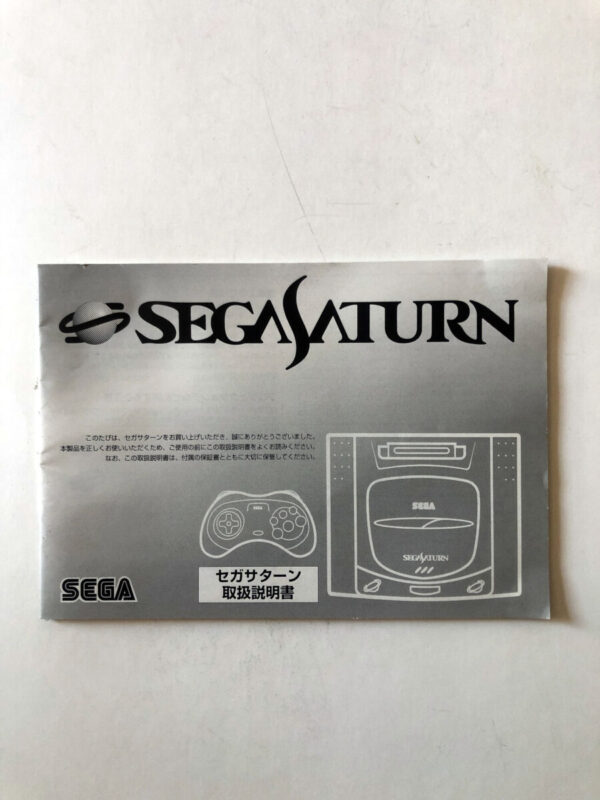 SEGA SATURN
このたびは、セガサターンをお買い上げいただき、誠にありがとうございました。
本製品を正しくお使いいただくため、ご使用の前にこの取扱説明書をよくお読みください。
なお、この取扱説明書は、付属の保証書とともに大切に保管してください。
SEGA
SEGA
SEGA SATURN
セガサターン
取扱説明書
SEGA